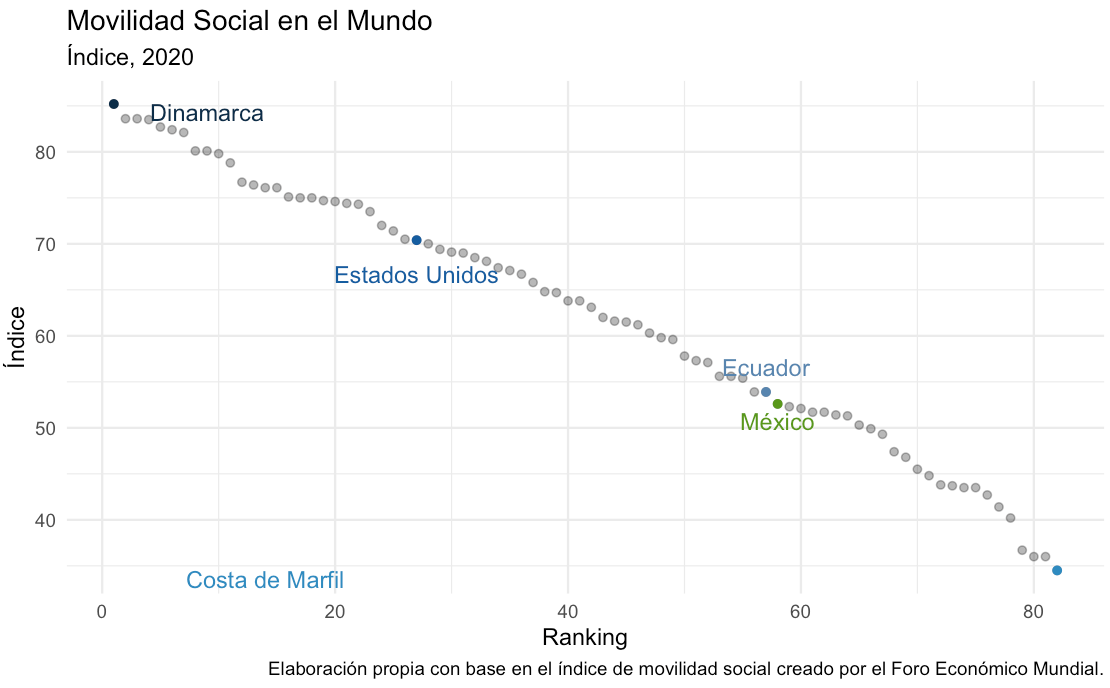 Movilidad Social en el Mundo
Índice, 2020
Dinamarca
80
70
Estados Unidos
Índice
60
Ecuador
México
50
40
Costa de Marfil
0 20 40 60 80
Ranking
Elaboración propia con base en el índice de movilidad social creado por el Foro Económico Mundial.